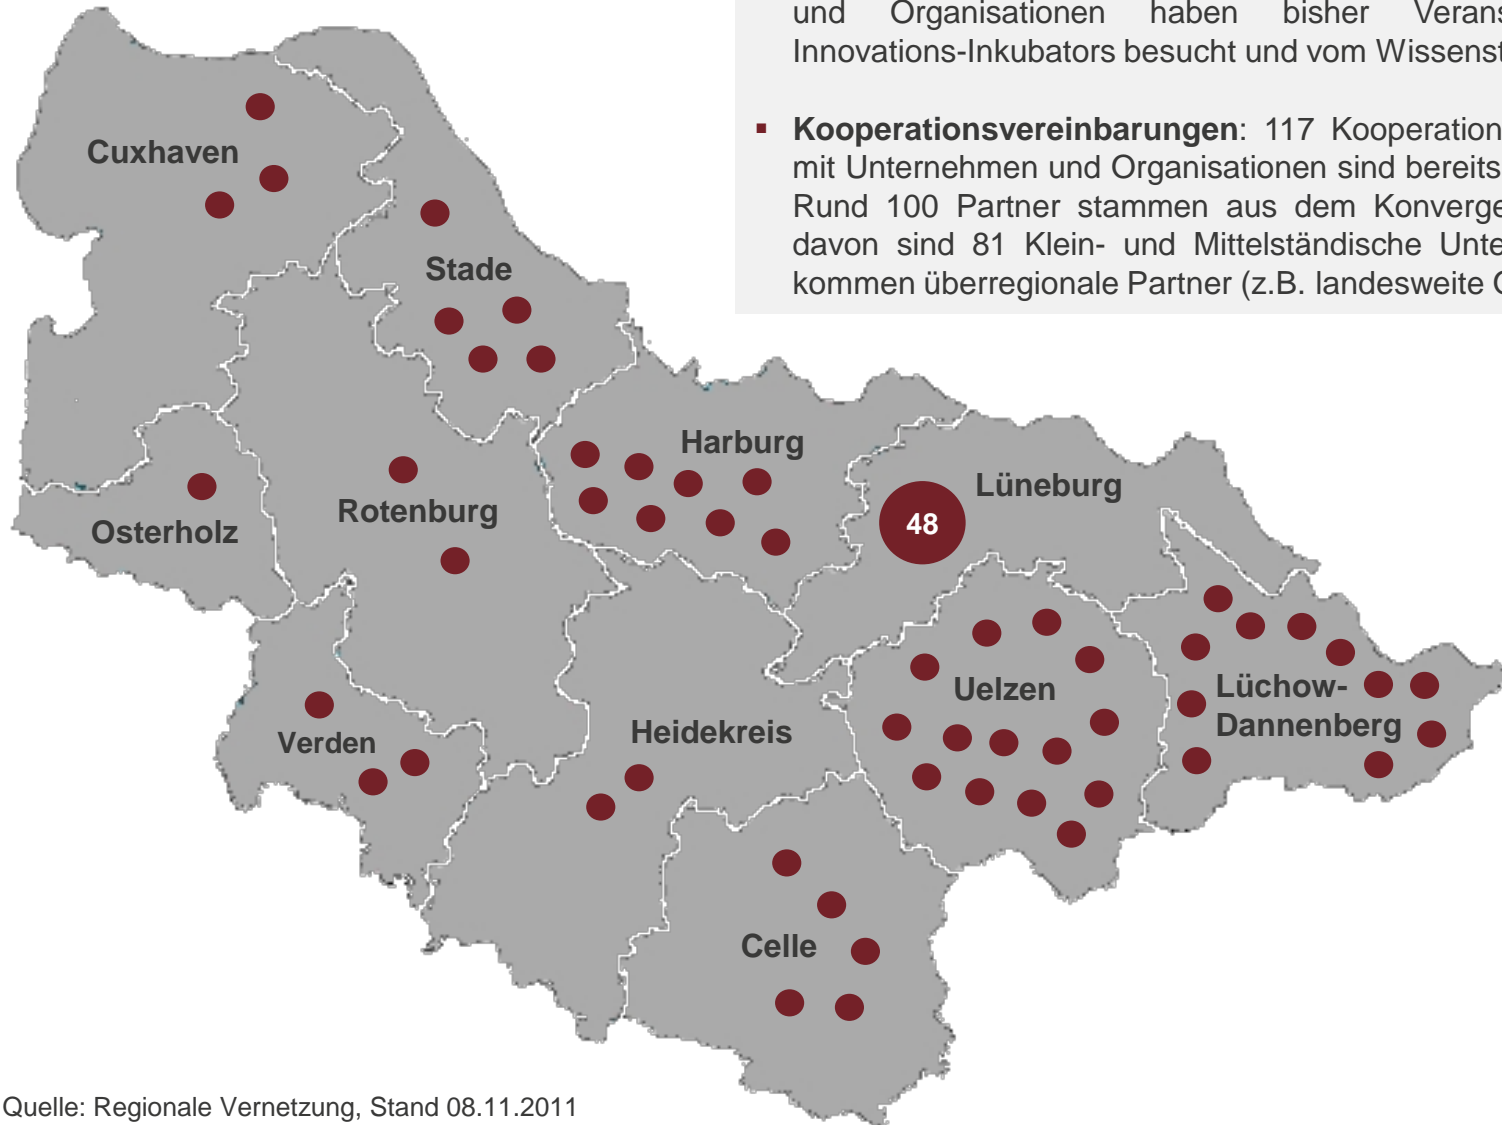 und Organisationen haben bisher
Innovations-Inkubators besucht und vom
▪ Kooperationsvereinbarungen: 117
mit Unternehmen und Organisationen sind bereits
Rund 100 Partner stammen aus dem
davon sind 81 Klein- und Mittelständische
kommen überregionale Partner (z.B. landesweite
Cuxhaven
Stade
Harburg
Lüneburg
48
Rotenburg
Osterholz
Uelzen
Lüchow-
Dannenberg
Verden
Heidekreis
Celle
Quelle: Regionale Vernetzung, Stand 08.11.2011